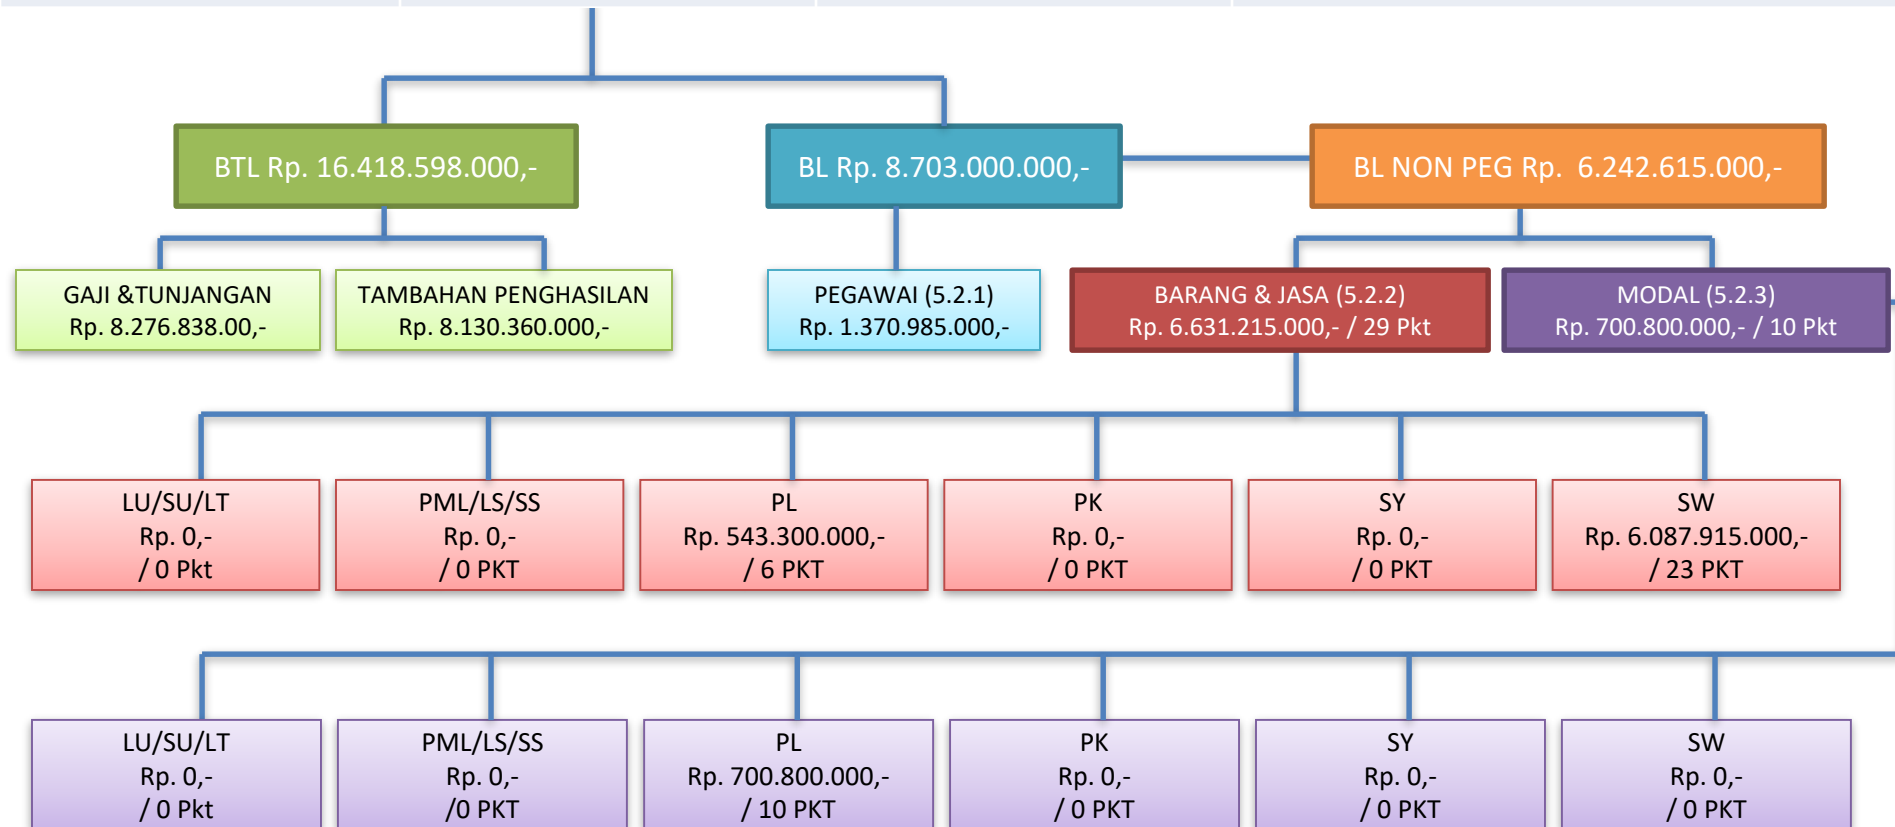 BTL Rp. 16.418.598.000,-
BL Rp. 8.703.000.000,-
BL NON PEG Rp.  6.242.615.000,-
GAJI &TUNJANGAN
Rp. 8.276.838.00,-
TAMBAHAN PENGHASILAN
Rp. 8.130.360.000,-
PEGAWAI (5.2.1)
Rp. 1.370.985.000,-
BARANG & JASA (5.2.2)
Rp. 6.631.215.000,- / 29 Pkt
MODAL (5.2.3)
Rp. 700.800.000,- / 10 Pkt
LU/SU/LT
Rp. 0,-
/ 0 Pkt
PML/LS/SS
Rp. 0,-
/ 0 PKT
PL
Rp. 543.300.000,-
/ 6 PKT
PK
Rp. 0,-
/ 0 PKT
SY
Rp. 0,-
/ 0 PKT
SW
Rp. 6.087.915.000,-
/ 23 PKT
LU/SU/LT
Rp. 0,-
/ 0 Pkt
PML/LS/SS
Rp. 0,-
/0 PKT
PL
Rp. 700.800.000,-
/ 10 PKT
PK
Rp. 0,-
/ 0 PKT
SY
Rp. 0,-
/ 0 PKT
SW
Rp. 0,-
/ 0 PKT